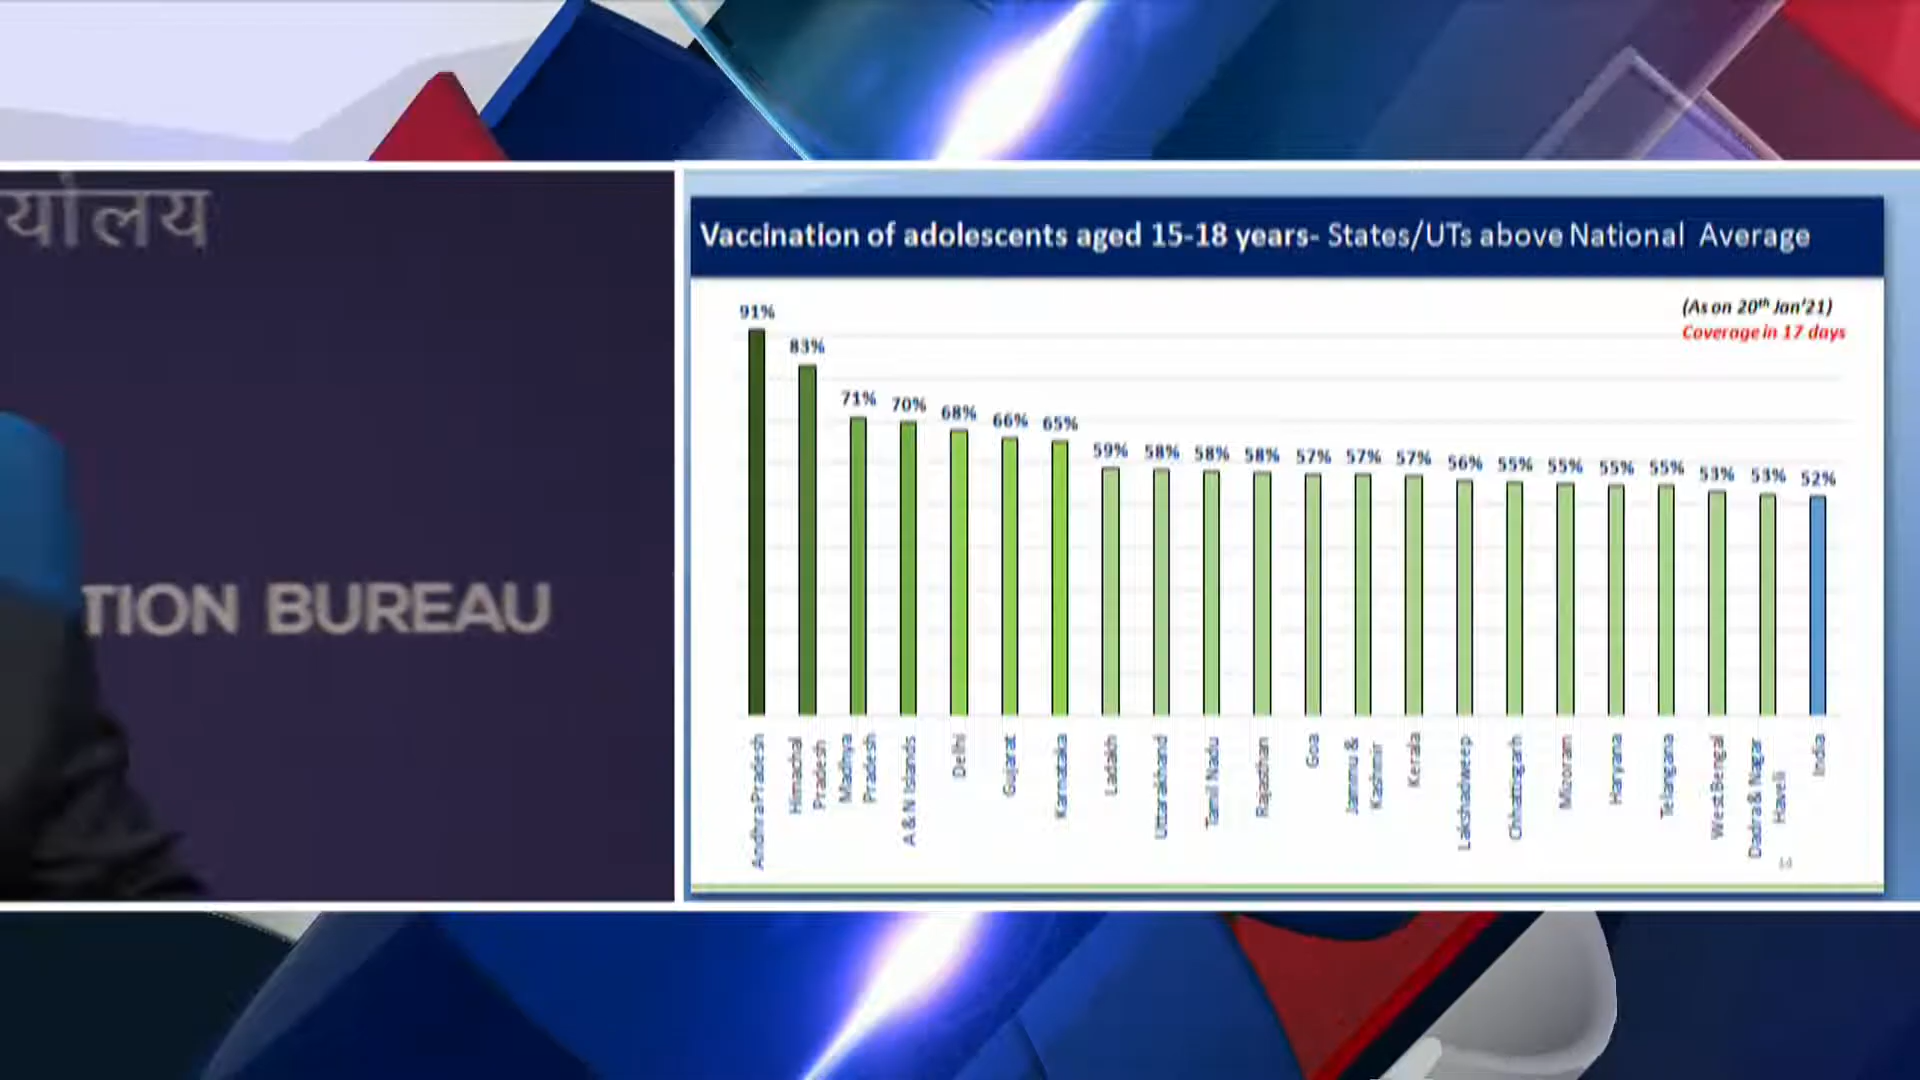 र्यालय
TION BUREAU
Vaccination of adolescents aged 15-18 years- States/UTs above National Average
(As on 20th Jan'21)
Coverage in 17 days
91%
83%
71%
70%
68%
66%
65%
59%
58%
58%
58%
57%
57%
57%
56%
55%
55%
55%
55%
53%
53%
52%
Andhra Pradesh
Himachal
Pradesh
Madhya
Pradesh
A & N Islands
Delhi
Gujarat
Karnataka
Ladakh
Uttarakhand
Tamil Nadu
Rajasthan
Goa
Jammu &
Kashmir
Kerala
Lakshadweep
Chhattisgarh
Mizoram
Haryana
Telangana
West Bengal
Dadra & Nagar
Haveli
India